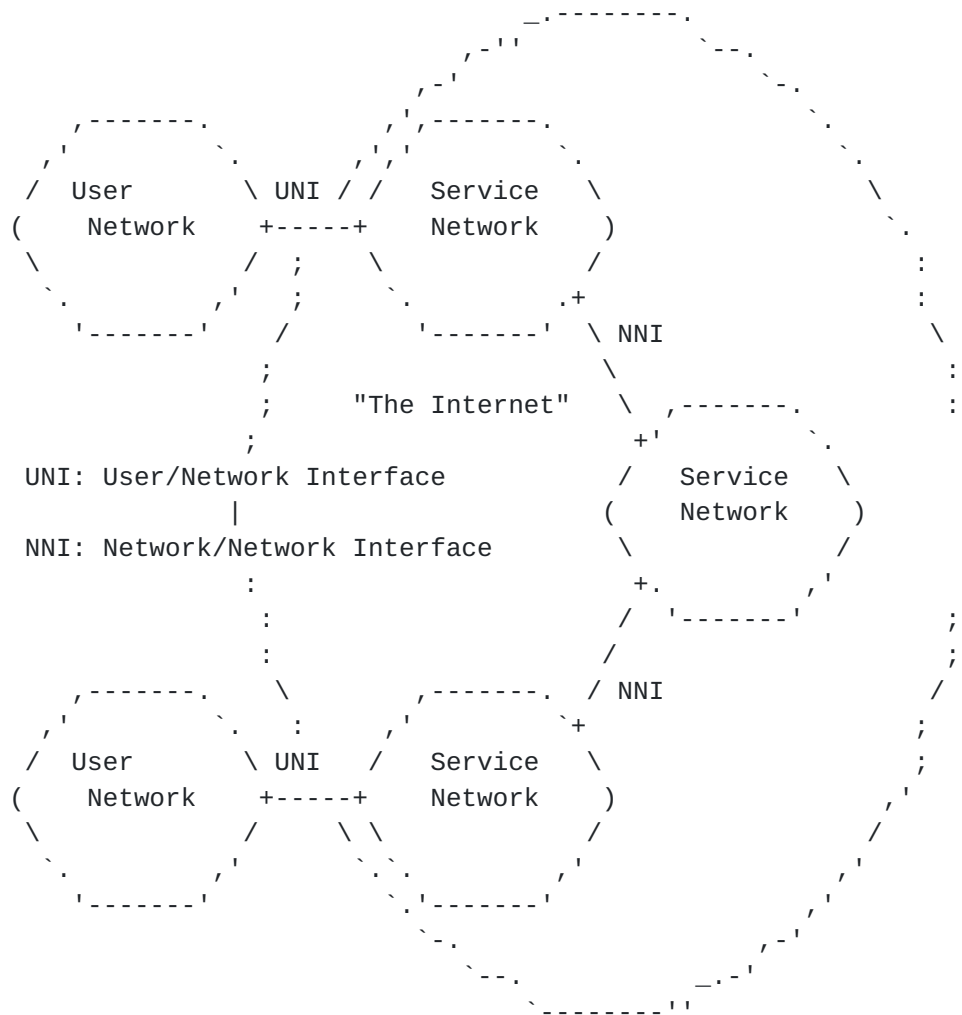 User UNI Service
Network Network
NNI
"The Internet"
UNI: User/Network Interface Service
Network
NNI: Network/Network Interface
NNI
User UNI Service
Network Network